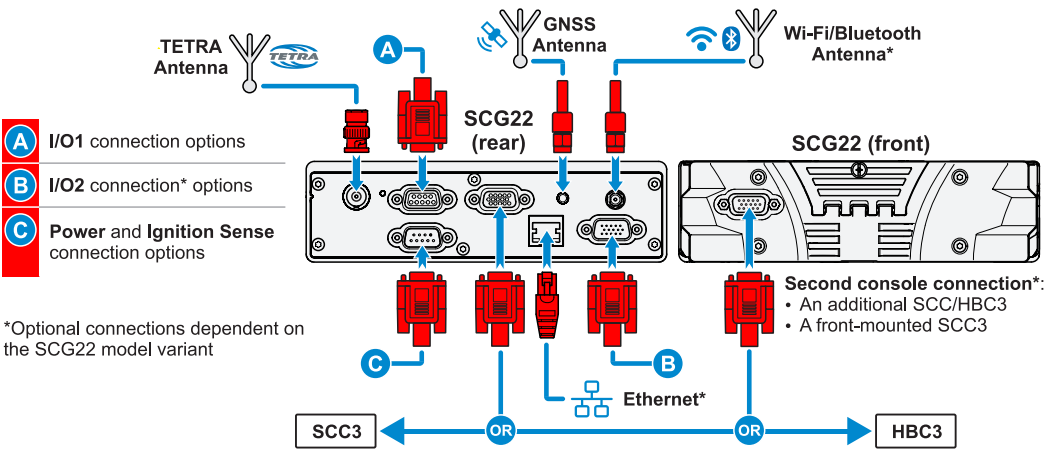 TETRA
Antenna
TETRA
GNSS
Antenna
Wi-Fi/Bluetooth
Antenna*
A
SCG22
(rear)
SCG22 (front)
A I/O1 connection options
B I/O2 connection* options
C Power and Ignition Sense
connection options
*Optional connections dependent on
the SCG22 model variant
Second console connection*:
• An additional SCC/HBC3
• A front-mounted SCC3
C
B
Ethernet*
SCC3
OR
OR
HBC3